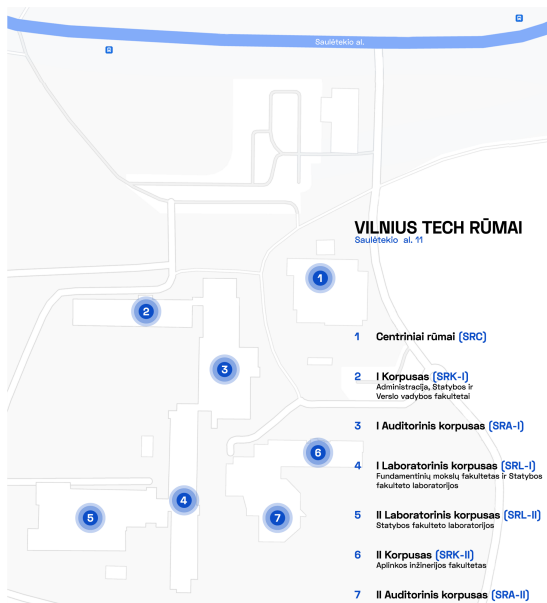 Saulėtekio al.
VILNIUS TECH RŪMAI
Saulėtekio al. 11
1
1 Centriniai rūmai (SRC)
2
2 I Korpusas (SRK-I)
Administracija, Statybos ir
Verslo vadybos fakultetai
3
3 I Auditorinis korpusas (SRA-I)
6
4 I Laboratorinis korpusas (SRL-I)
Fundamentinių mokslų fakultetas ir Statybos
fakulteto laboratorijos
4
5
7
5 II Laboratorinis korpusas (SRL-II)
Statybos fakulteto laboratorijos
6 II Korpusas (SRK-II)
Aplinkos inžinerijos fakultetas
7 II Auditorinis korpusas (SRA-II)